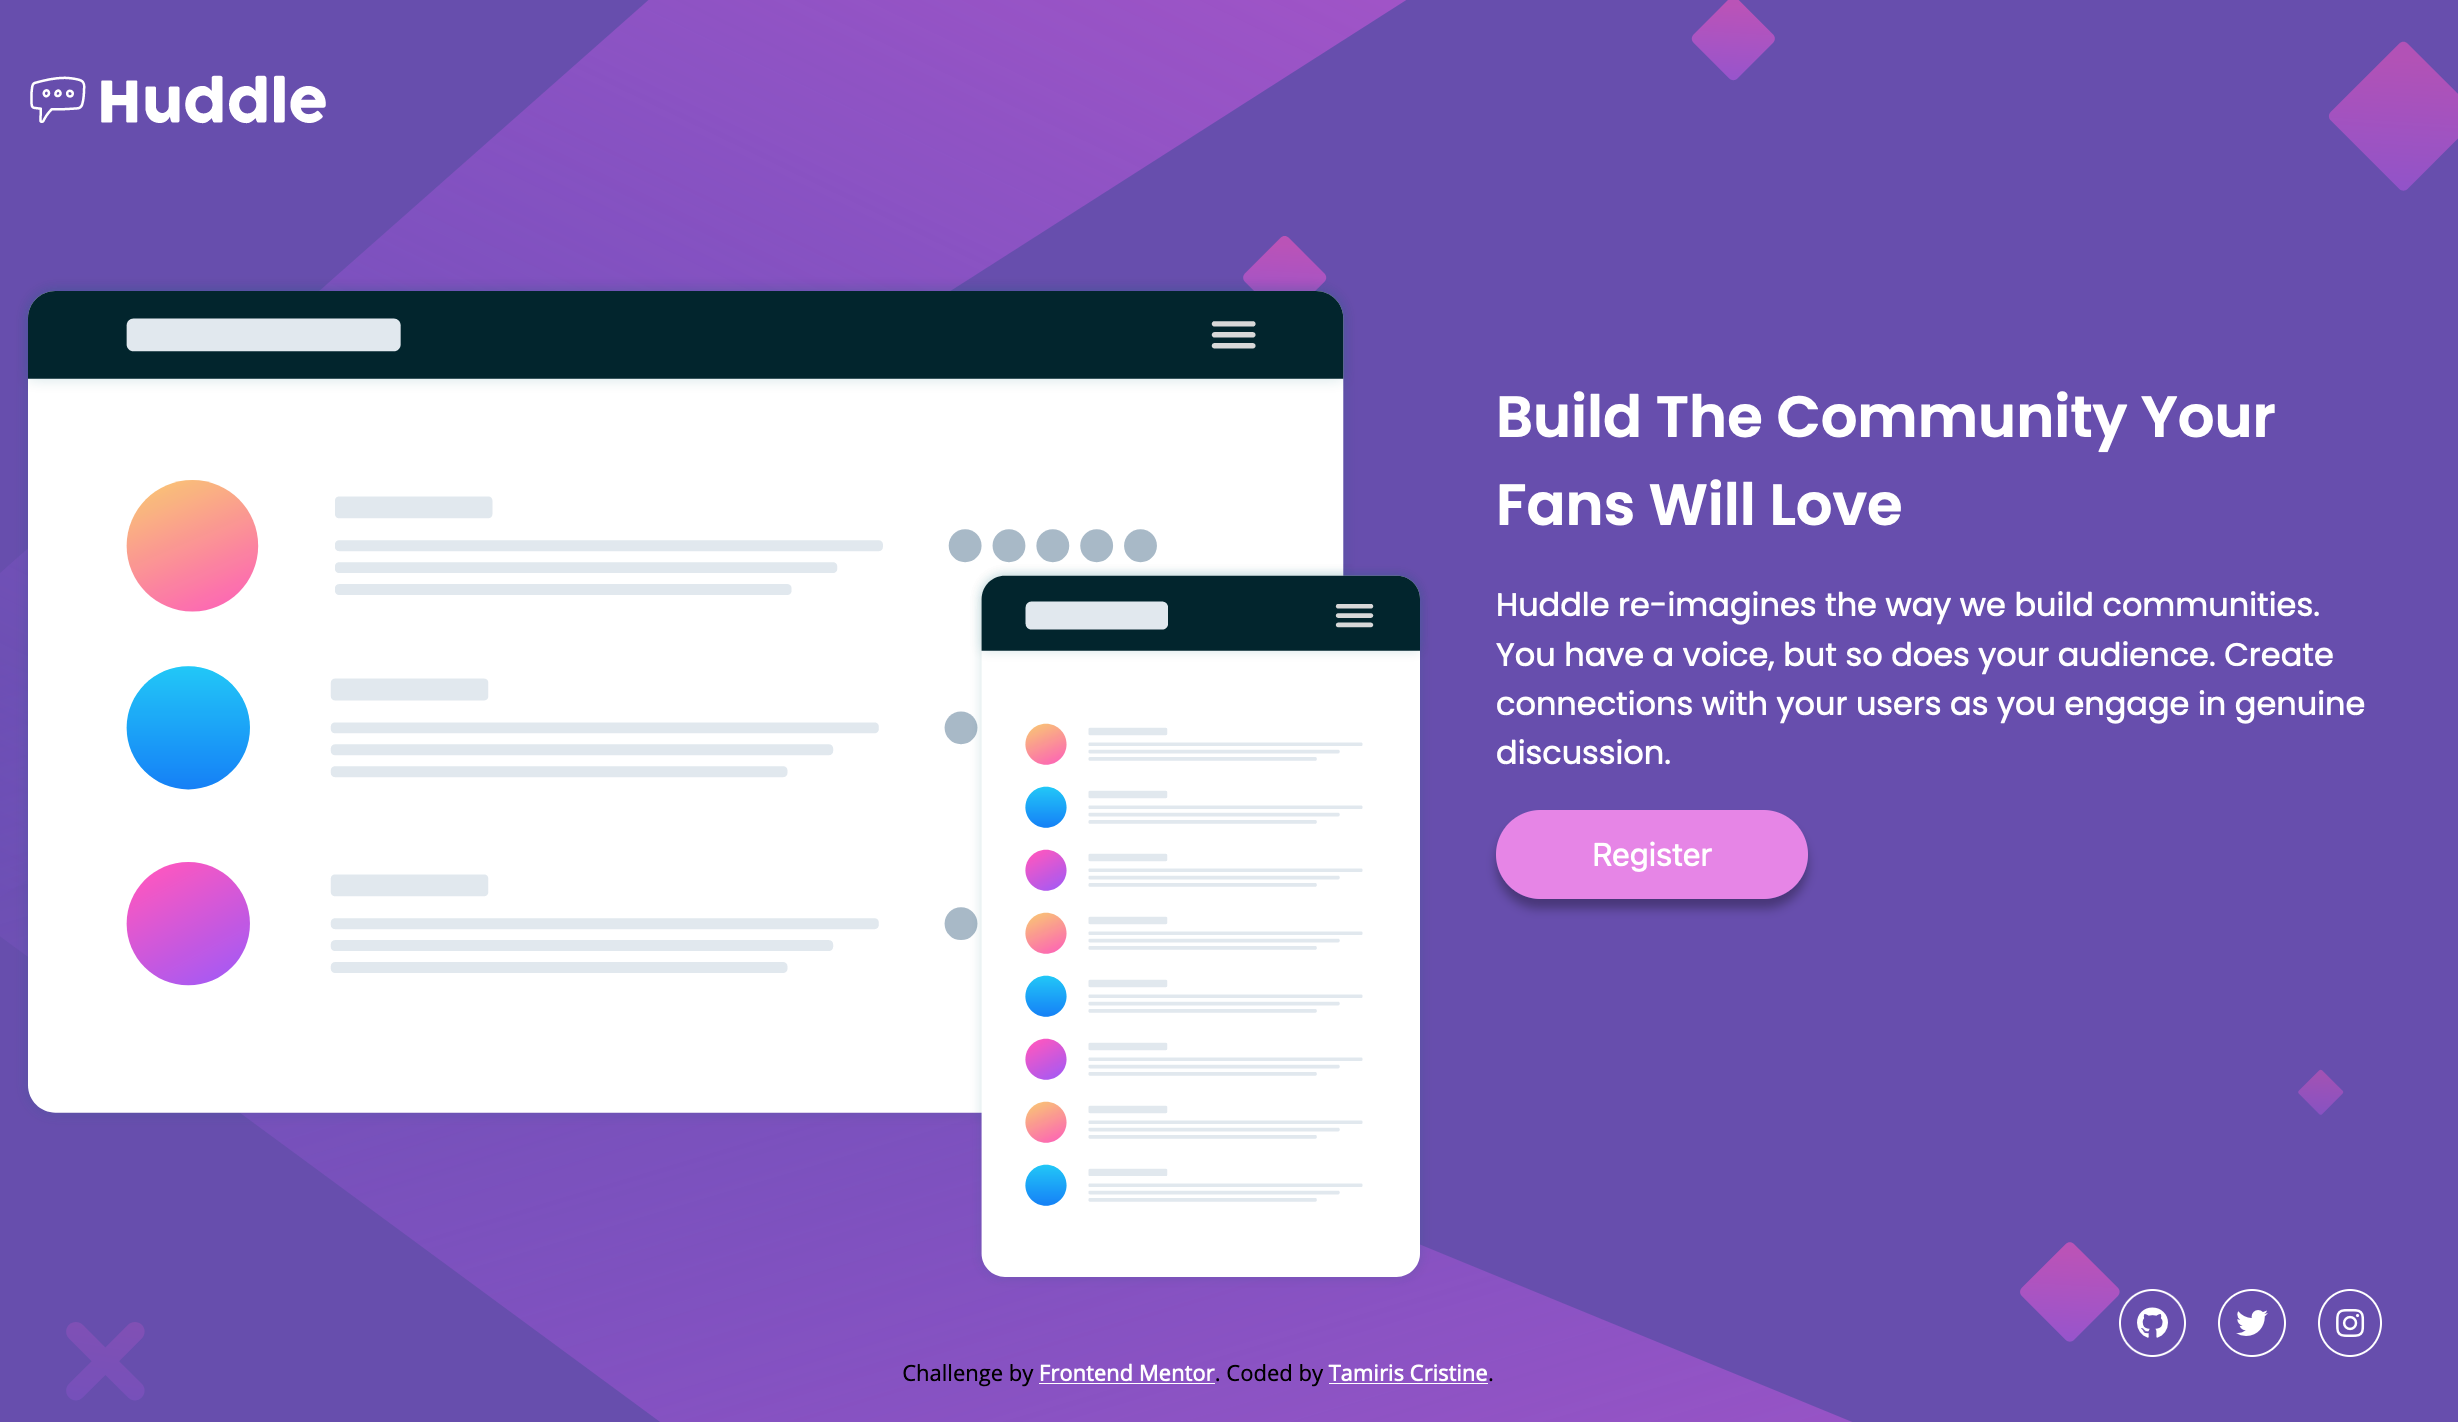 Huddle
Build The Community Your
Fans Will Love
Huddle re-imagines the way we build communities.
You have a voice, but so does your audience. Create
connections with your users as you engage in genuine
discussion.
Register
Challenge by Frontend Mentor. Coded by Tamiris Cristine.